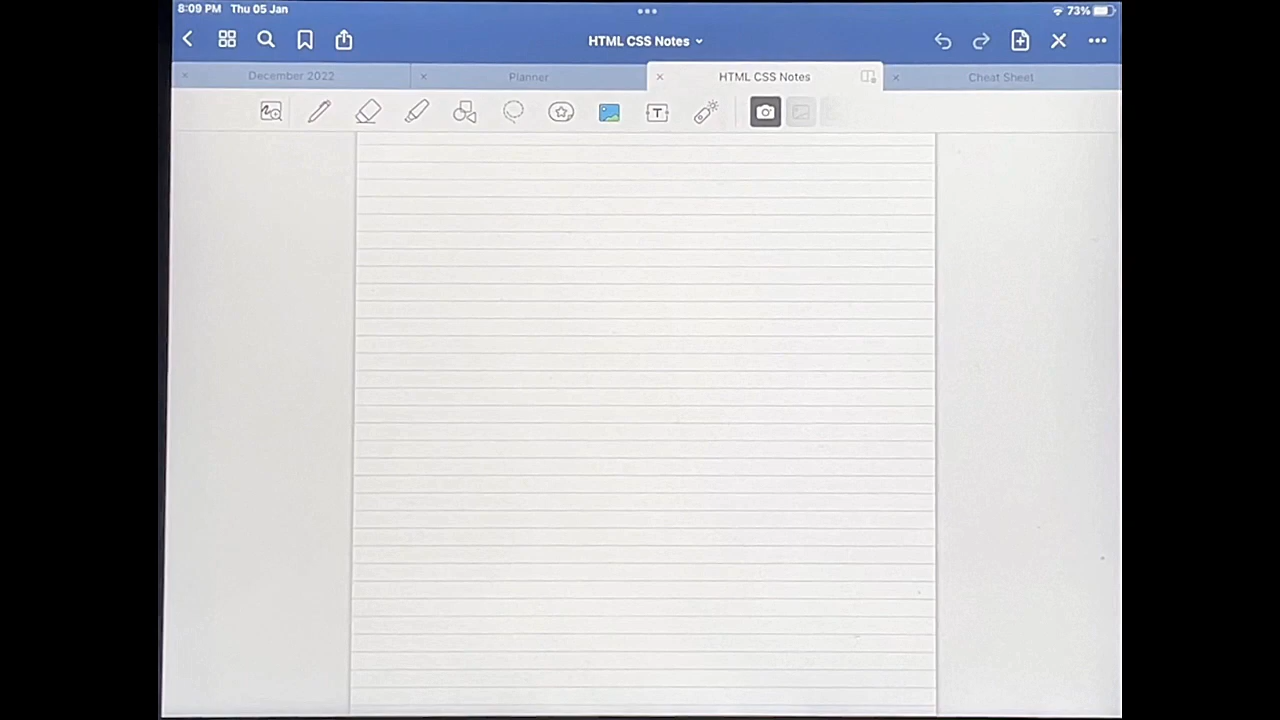 8:09 PM Thu 05 Jan
73%
HTML CSS Notes
December 2022
Planner
HTML CSS Notes
Cheat Sheet
T